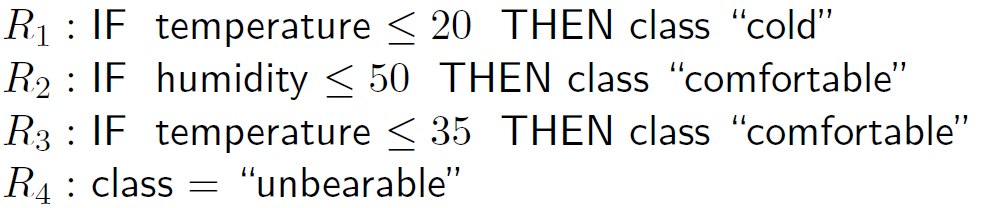 R₁ : IF temperature ≤ 20 THEN class “cold”
R₂ : IF humidity ≤ 50 THEN class “comfortable”
R₃ : IF temperature ≤ 35 THEN class “comfortable”
R₄ : class = “unbearable”